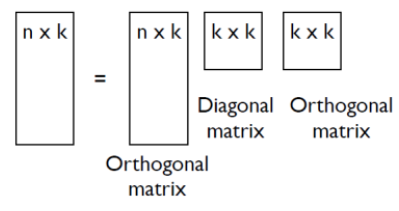 n x k
=
n x k
k x k
k x k
Diagonal
matrix
Orthogonal
matrix
Orthogonal
matrix